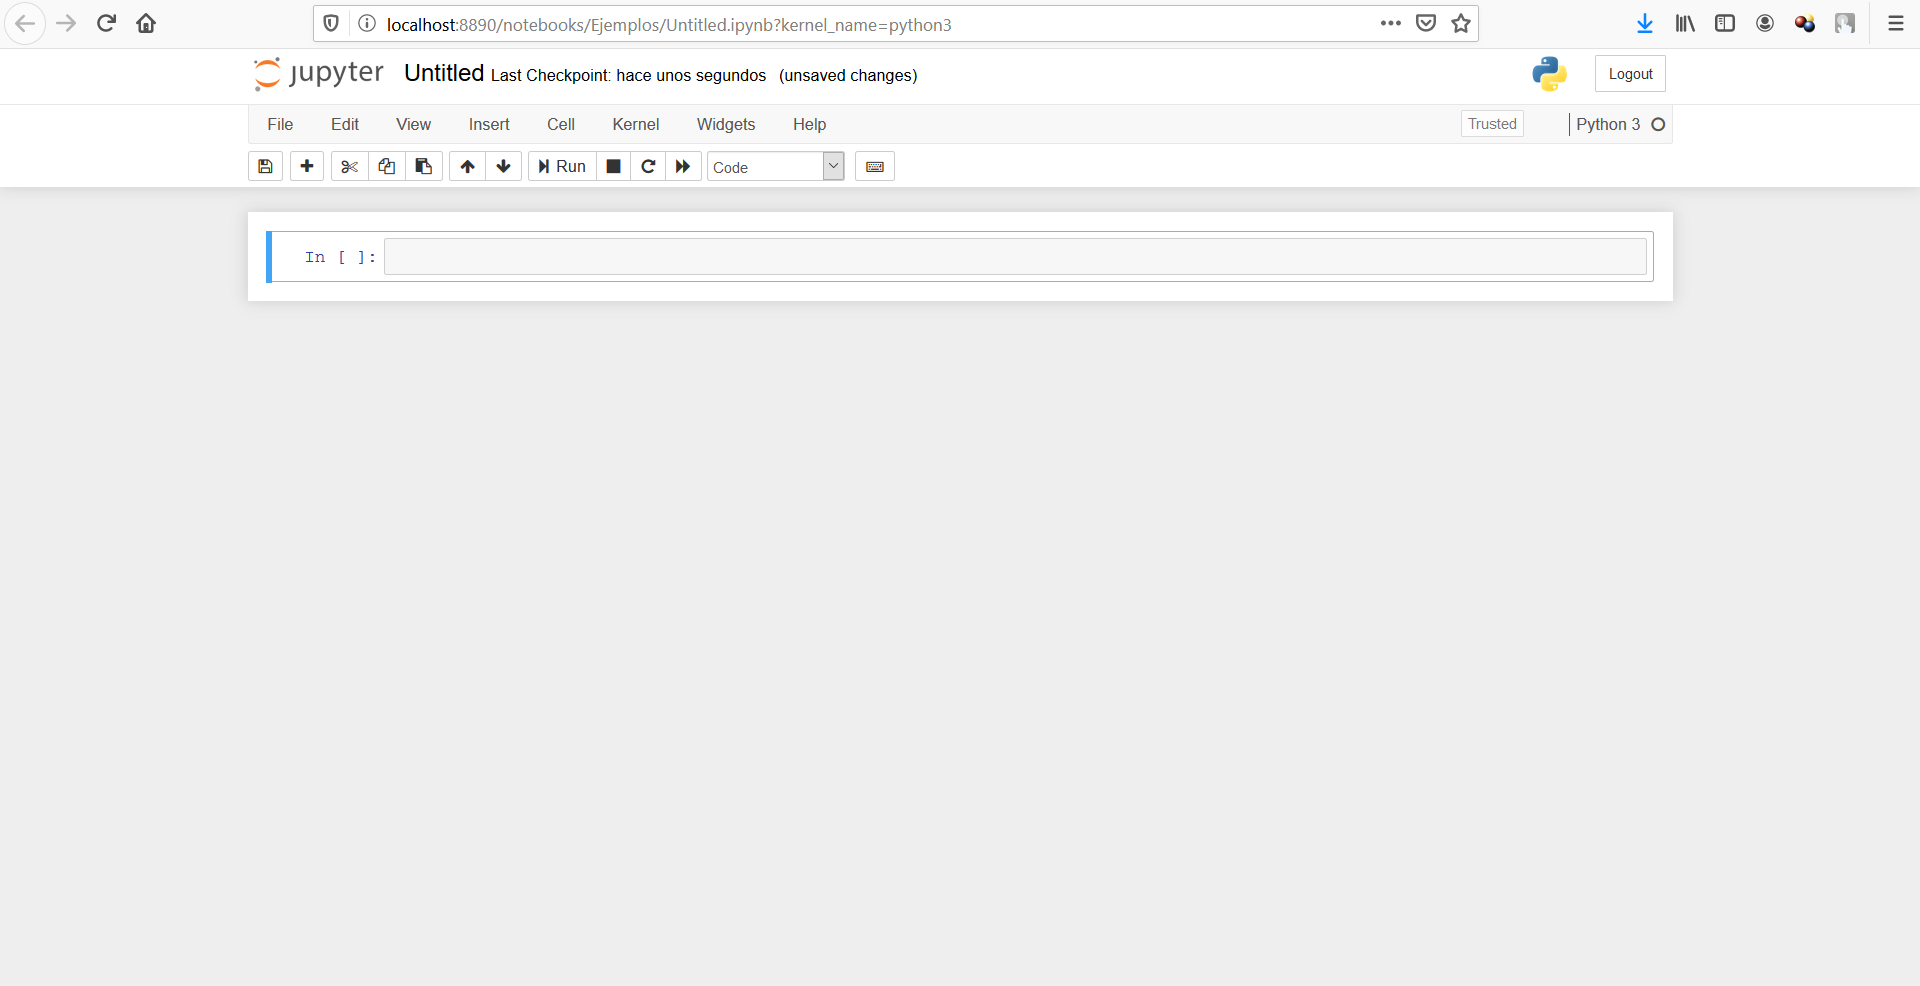 localhost:8890/notebooks/Ejemplos/Untitled.ipynb?kernel_name=python3
jupyter Untitled Last Checkpoint: hace unos segundos (unsaved changes) Logout
File Edit View Insert Cell Kernel Widgets Help Trusted Python 3
Run Code
In [ ]: